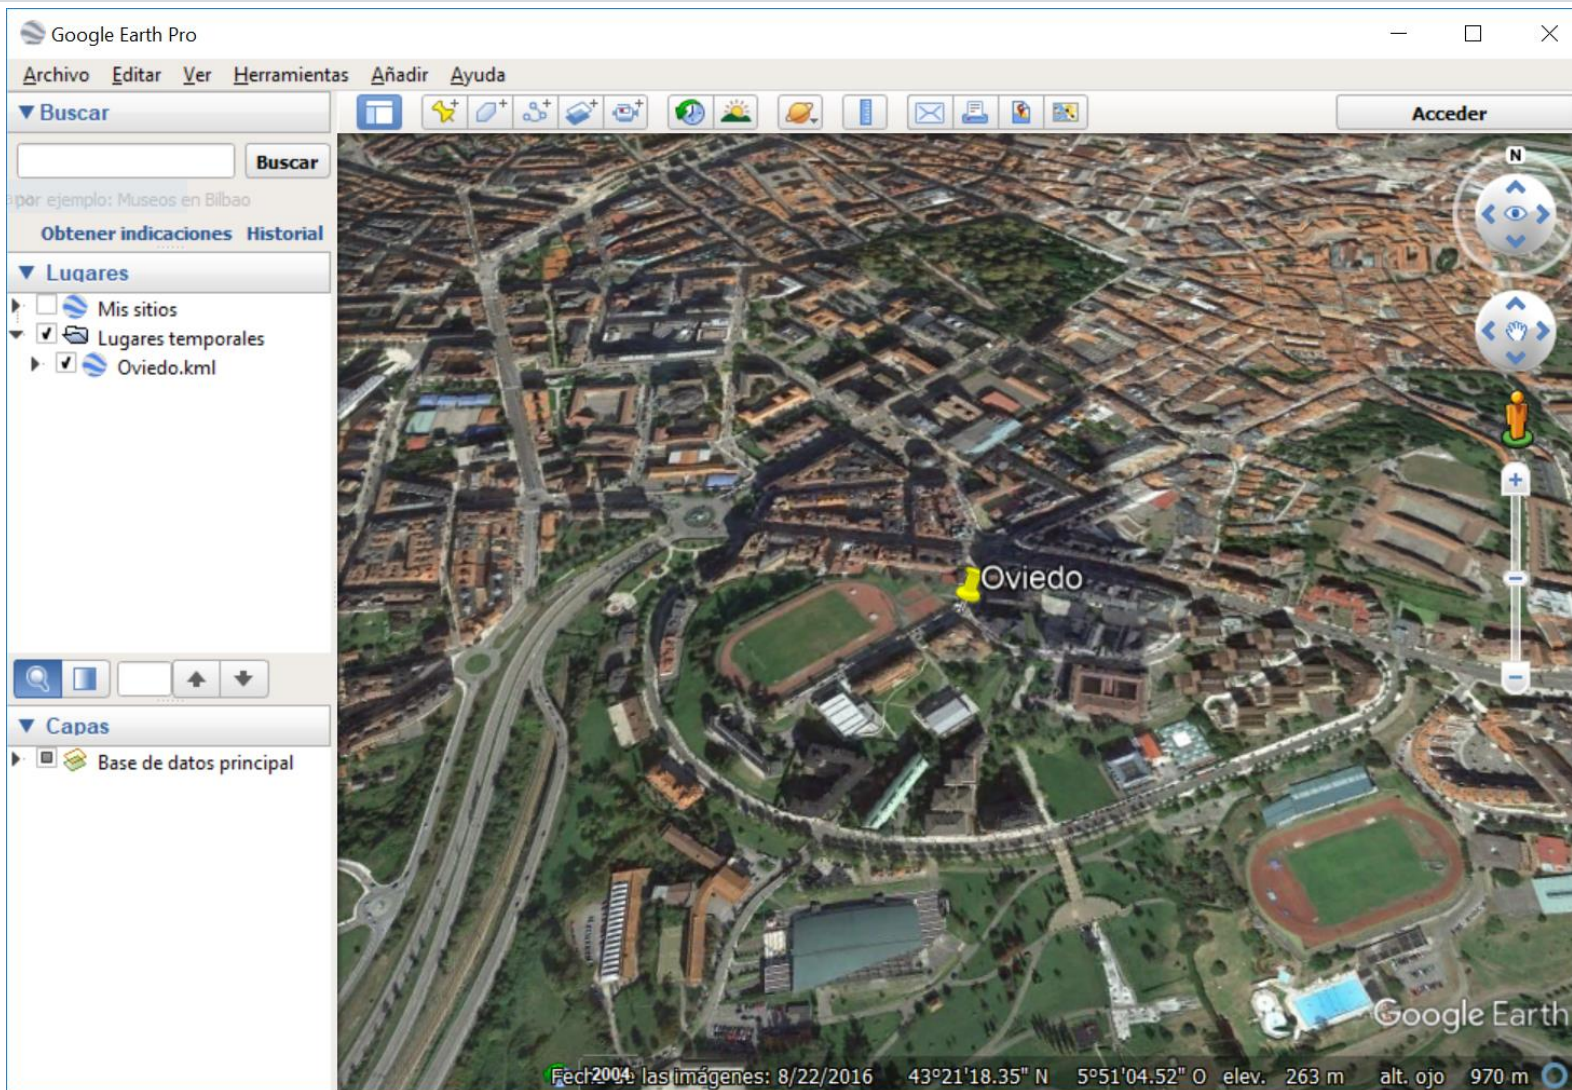 Google Earth Pro
Archivo Editar Ver Herramientas Añadir Ayuda
Buscar
Acceder
Buscar
por ejemplo: Museos en Bilbao
Obtener indicaciones Historial
Lugares
Mis sitios
Lugares temporales
Oviedo.kml
Capas
Base de datos principal
N
Oviedo
Google Earth
2004
las imágenes: 8/22/2016 43°21'18.35" N 5°51'04.52" O elev. 263 m alt. ojo 970 m